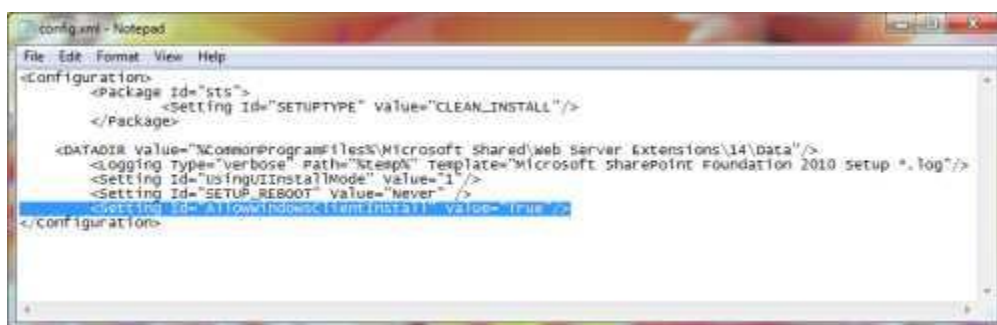 config.xml - Notepad
File Edit Format View Help
<Configuration>
<Package Id="sts">
<Setting Id="SETUPTYPE" Value="CLEAN_INSTALL"/>
</Package>
<DATADIR Value="%CommonProgramFiles%\Microsoft Shared\Web Server Extensions\14\Data"/>
<Logging Type="verbose" Path="%temp%" Template="Microsoft SharePoint Foundation 2010 Setup *.log"/>
<Setting Id="UsingUIInstallMode" Value="1"/>
<Setting Id="SETUP_REBOOT" Value="Never" />
<Setting Id="AllowWindowsClientInstall" Value="True"/>
</Configuration>